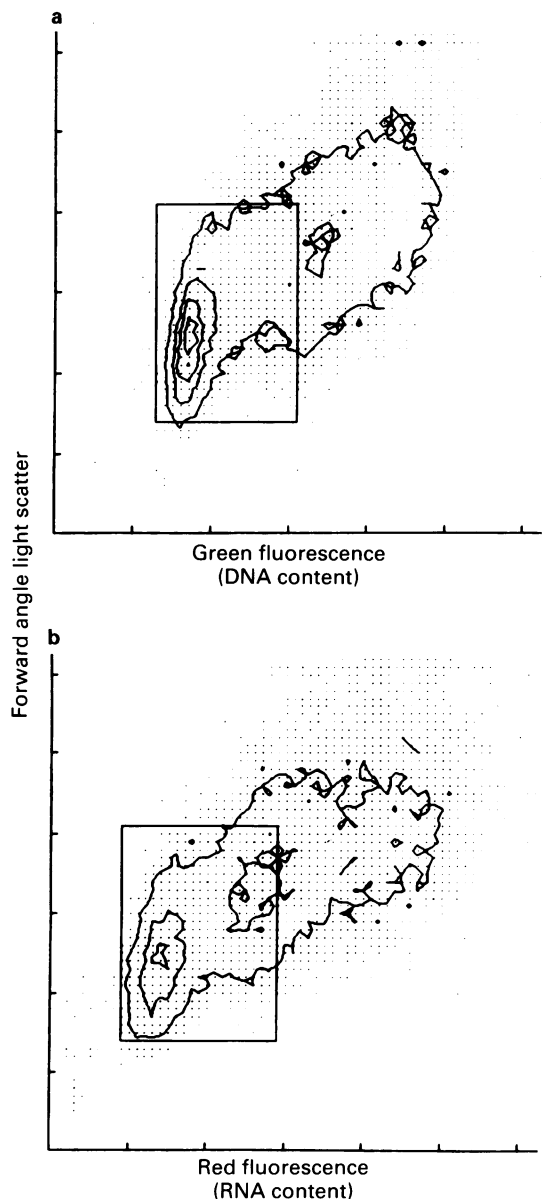 a
Forward angle light scatter
Green fluorescence
(DNA content)
b
Red fluorescence
(RNA content)